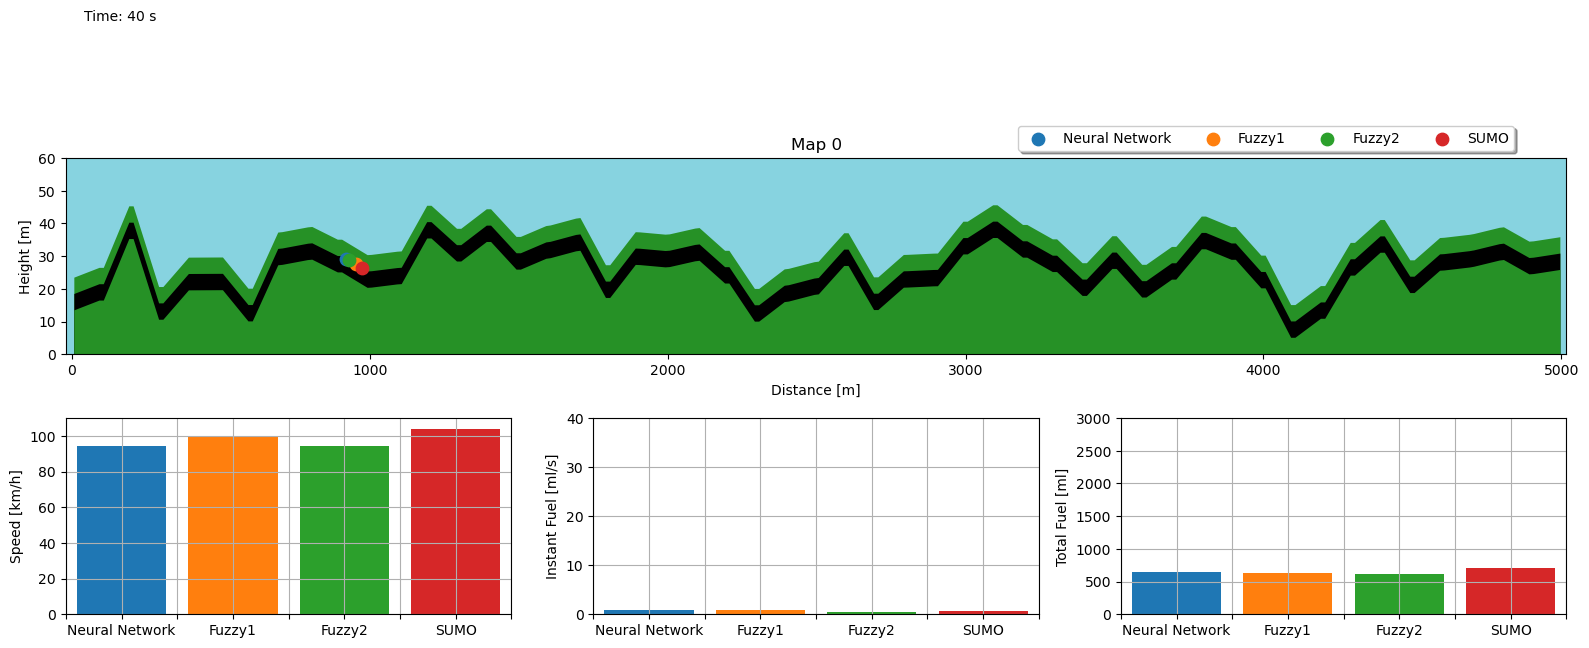 Time: 40 s
Map 0
Neural Network Fuzzy1 Fuzzy2 SUMO
Height [m]
60
50
40
30
20
10
0
0 1000 2000 3000 4000 5000
Distance [m]
Speed [km/h]
100
80
60
40
20
0
Neural Network Fuzzy1 Fuzzy2 SUMO
Instant Fuel [ml/s]
40
30
20
10
0
Neural Network Fuzzy1 Fuzzy2 SUMO
Total Fuel [ml]
3000
2500
2000
1500
1000
500
0
Neural Network Fuzzy1 Fuzzy2 SUMO